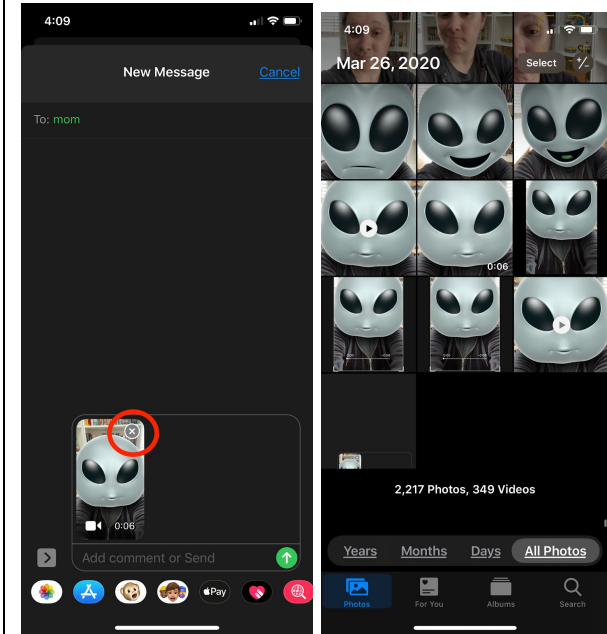 4:09
New Message
Cancel
To: mom
0:06
Add comment or Send
Pay
4:09
Mar 26, 2020
Select
0:06
2,217 Photos, 349 Videos
Years
Months
Days
All Photos
Photos
For You
Albums
Search